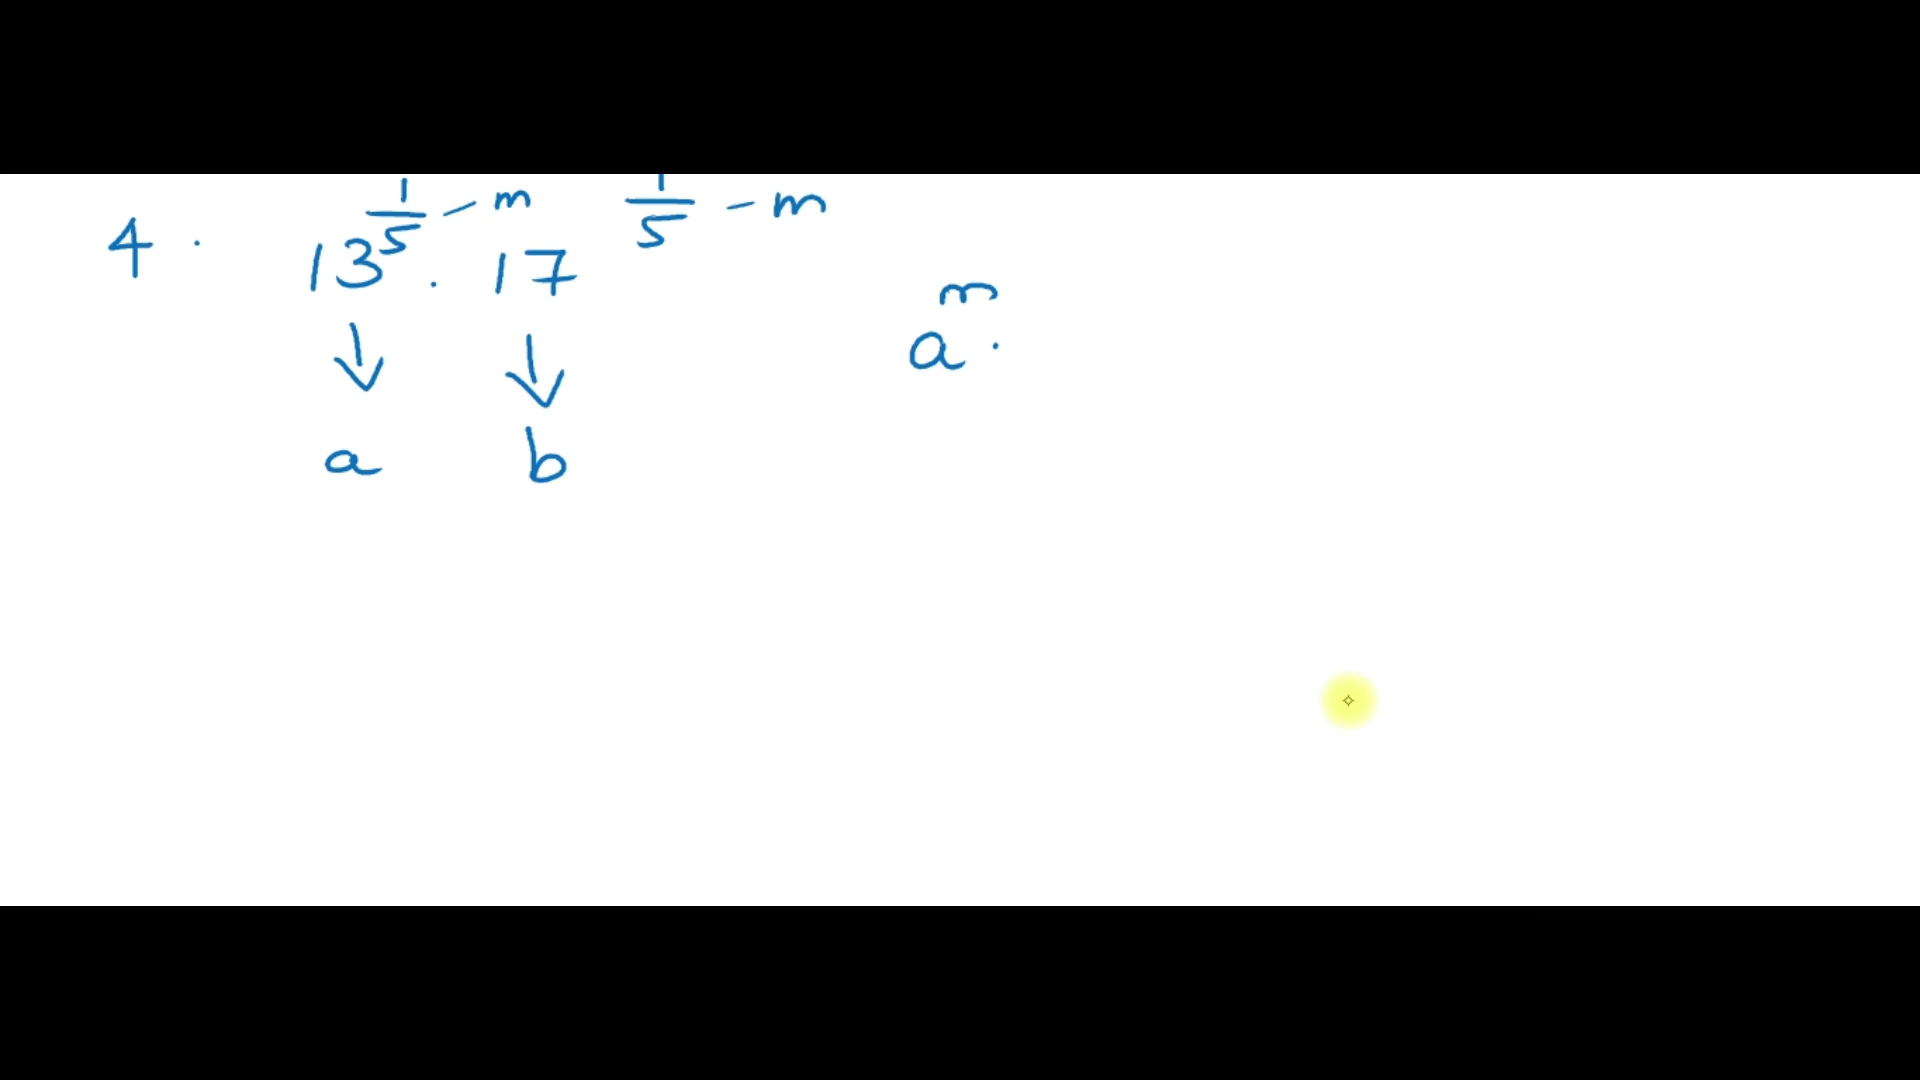 4 . 13^(1/5) - m . 17^(1/5) - m
a^m .
↓ ↓
a b